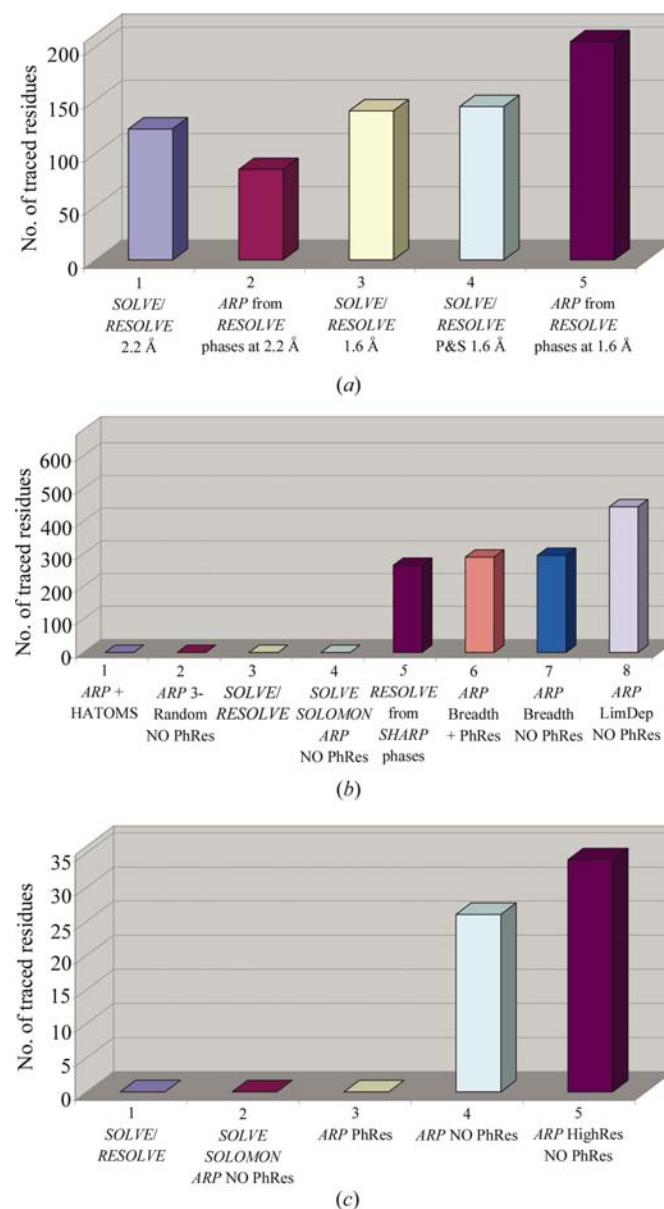 200
150
100
50
0
No. of traced residues
1 2 3 4 5
SOLVE/ ARP from SOLVE/ SOLVE/ ARP from
RESOLVE RESOLVE RESOLVE RESOLVE RESOLVE
2.2 Å phases at 2.2 Å 1.6 Å P&S 1.6 Å phases at 1.6 Å
(a)
600
500
400
300
200
100
0
No. of traced residues
1 2 3 4 5 6 7 8
ARP + ARP 3- SOLVE/ SOLVE RESOLVE ARP ARP ARP
HATOMS Random RESOLVE SOLOMON from Breadth Breadth LimDep
NO PhRes ARP SHARP + PhRes NO PhRes NO PhRes
NO PhRes phases
(b)
35
30
25
20
15
10
5
0
No. of traced residues
1 2 3 4 5
SOLVE/ SOLVE ARP PhRes ARP NO PhRes ARP HighRes
RESOLVE SOLOMON NO PhRes
ARP NO PhRes
(c)